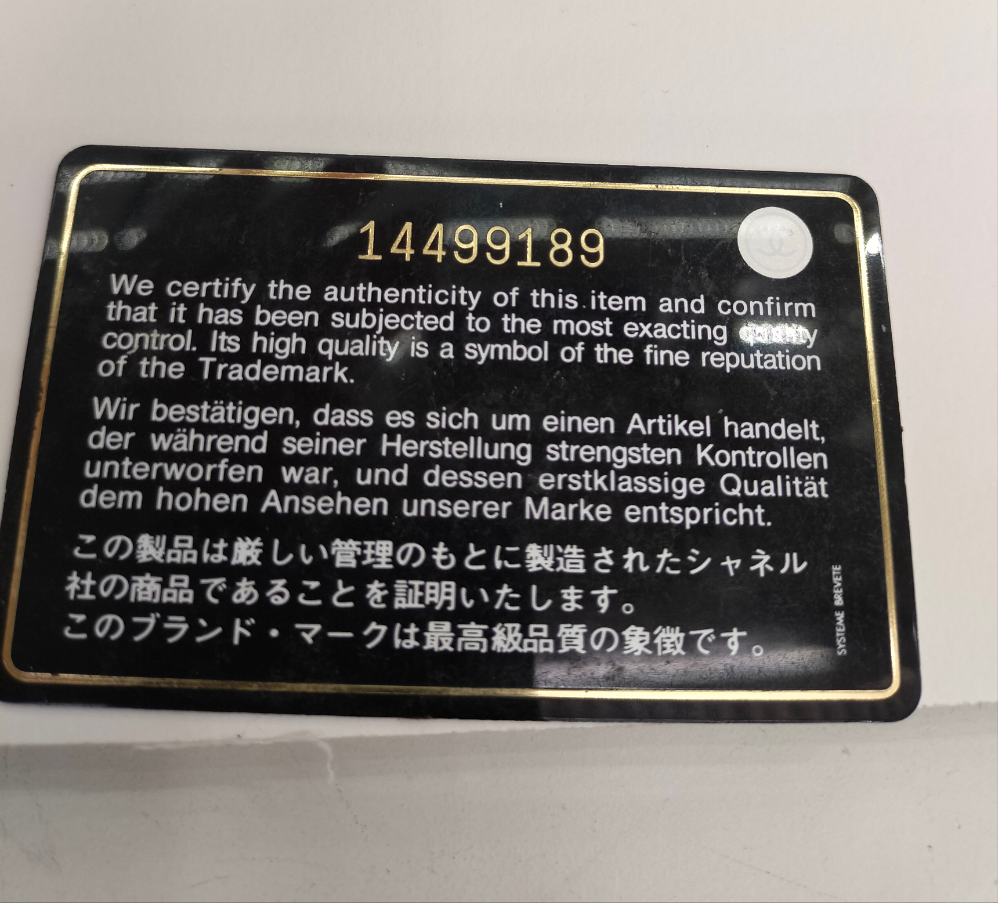 14499189
We certify the authenticity of this item and confirm
that it has been subjected to the most exacting quality
control. Its high quality is a symbol of the fine reputation
of the Trademark.
Wir bestätigen, dass es sich um einen Artikel handelt,
der während seiner Herstellung strengsten Kontrollen
unterworfen war, und dessen erstklassige Qualität
dem hohen Ansehen unserer Marke entspricht.
この製品は厳しい管理のもとに製造されたシャネル
社の商品であることを証明いたします。
このブランド・マークは最高級品質の象徴です。
SYSTEME BREVETE